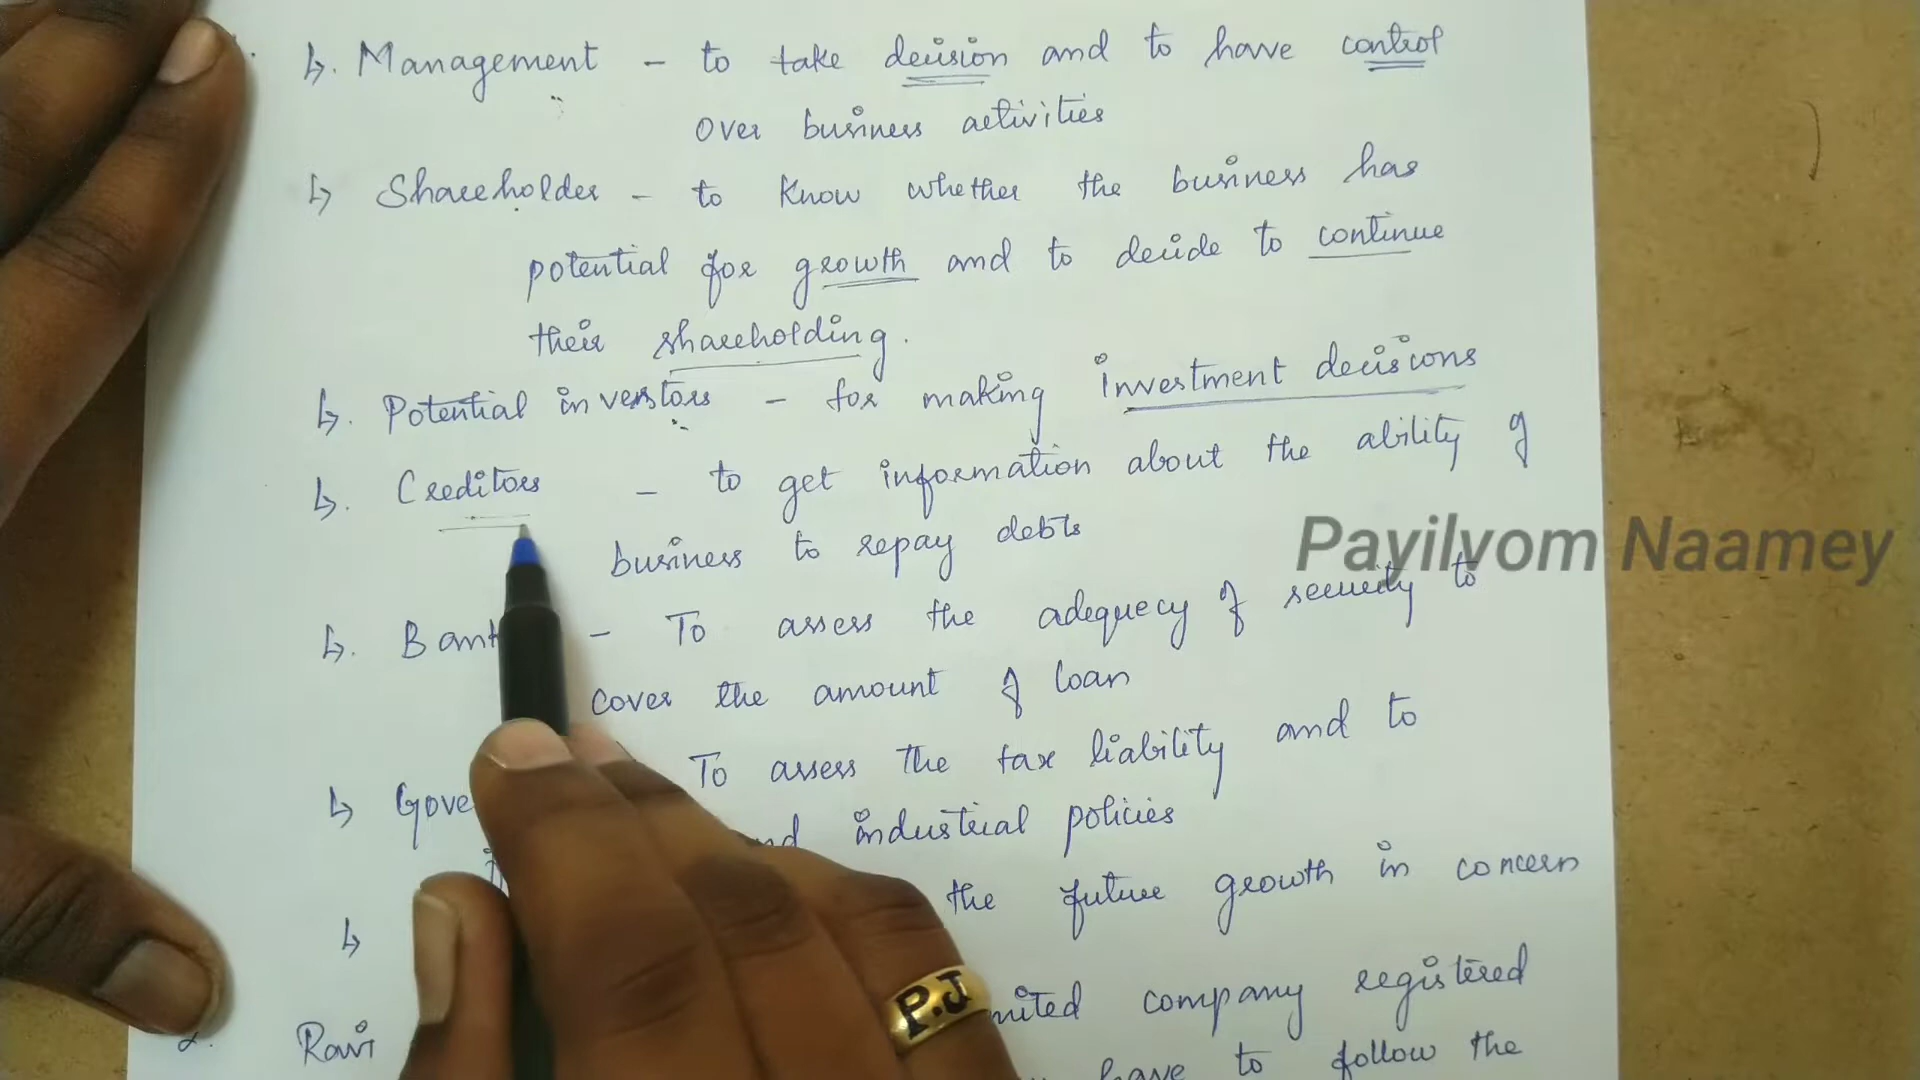 ↳. Management - to take decision and to have control
over business activities
↳ Shareholder - to know whether the business has
potential for growth and to decide to continue
their shareholding.
↳. Potential investors - for making investment decisions
↳. Creditors - to get information about the ability of
business to repay debts
Payilvom Naamey
↳. Bank - To assess the adequecy of security to
cover the amount of loan
↳ Gove To assess the tax liability and to
nd industrial policies
↳ the future growth in concern
2. Ravi mited company registered
have to follow the
P.J